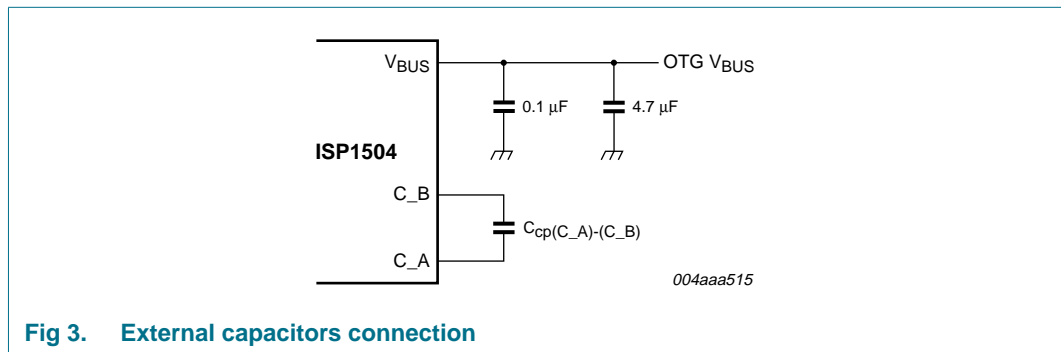 VBUS
OTG VBUS
0.1 μF
4.7 μF
ISP1504
C_B
Ccp(C_A)-(C_B)
C_A
004aaa515
Fig 3. External capacitors connection